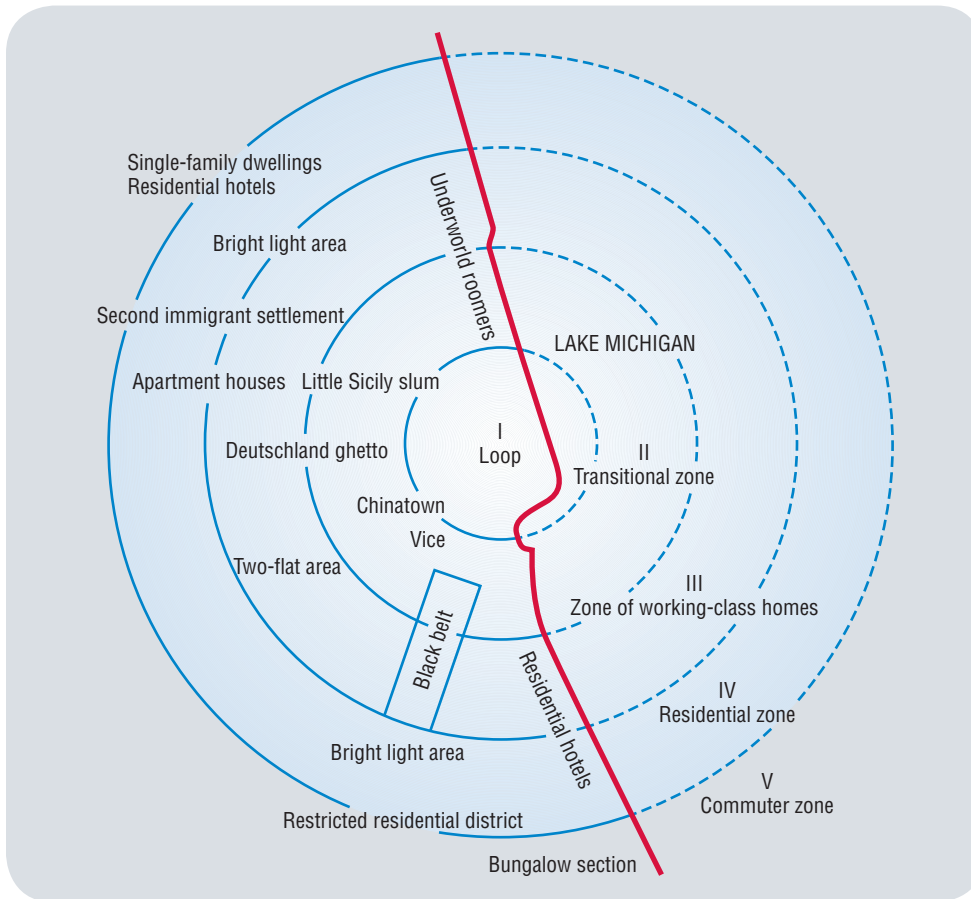 Single-family dwellings
Residential hotels
Bright light area
Underworld roomers
Second immigrant settlement
LAKE MICHIGAN
Apartment houses
Little Sicily slum
I
Loop
Deutschland ghetto
II
Transitional zone
Chinatown
Vice
Two-flat area
III
Zone of working-class homes
Black belt
Residential hotels
IV
Residential zone
Bright light area
V
Commuter zone
Restricted residential district
Bungalow section